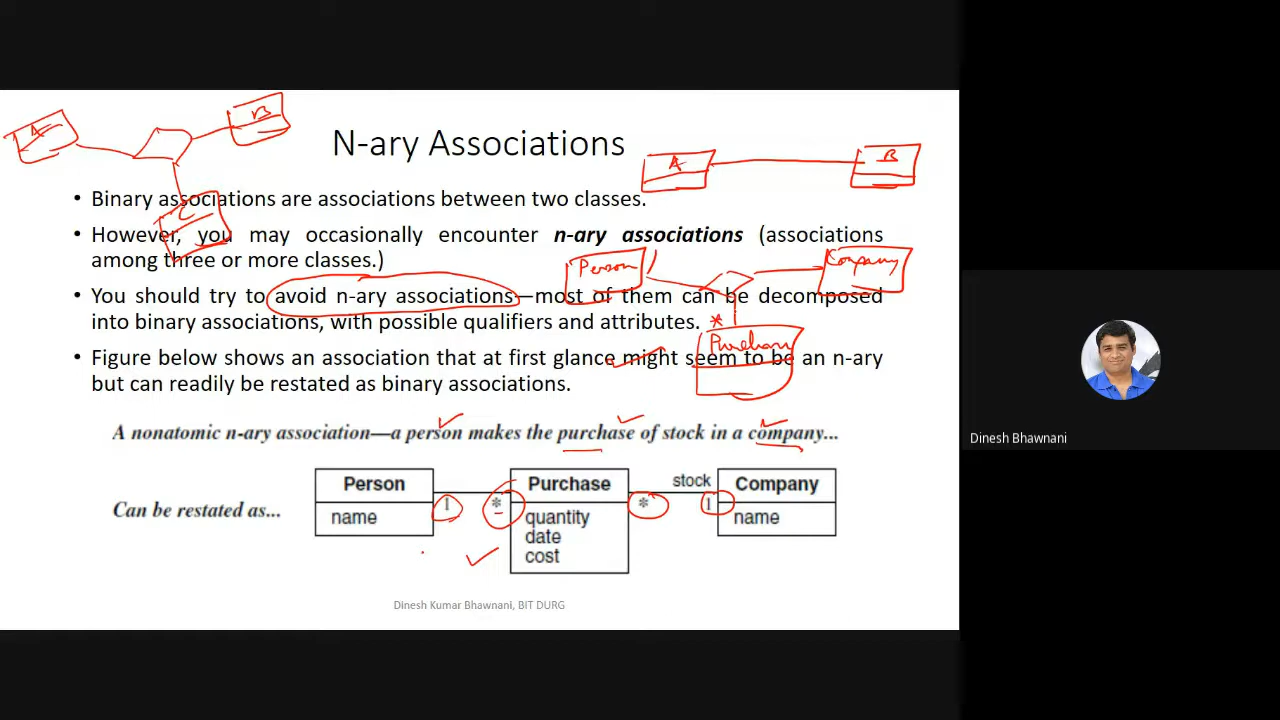 A
B
N-ary Associations
A
B
• Binary associations are associations between two classes.
C
• However, you may occasionally encounter n-ary associations (associations
among three or more classes.)
Person
Company
• You should try to avoid n-ary associations—most of them can be decomposed
into binary associations, with possible qualifiers and attributes.
*
Purchase
• Figure below shows an association that at first glance might seem to be an n-ary
but can readily be restated as binary associations.
A nonatomic n-ary association—a person makes the purchase of stock in a company...
Can be restated as...
Person
name
1
*
Purchase
quantity
date
cost
*
stock
1
Company
name
Dinesh Kumar Bhawnani, BIT DURG
Dinesh Bhawnani